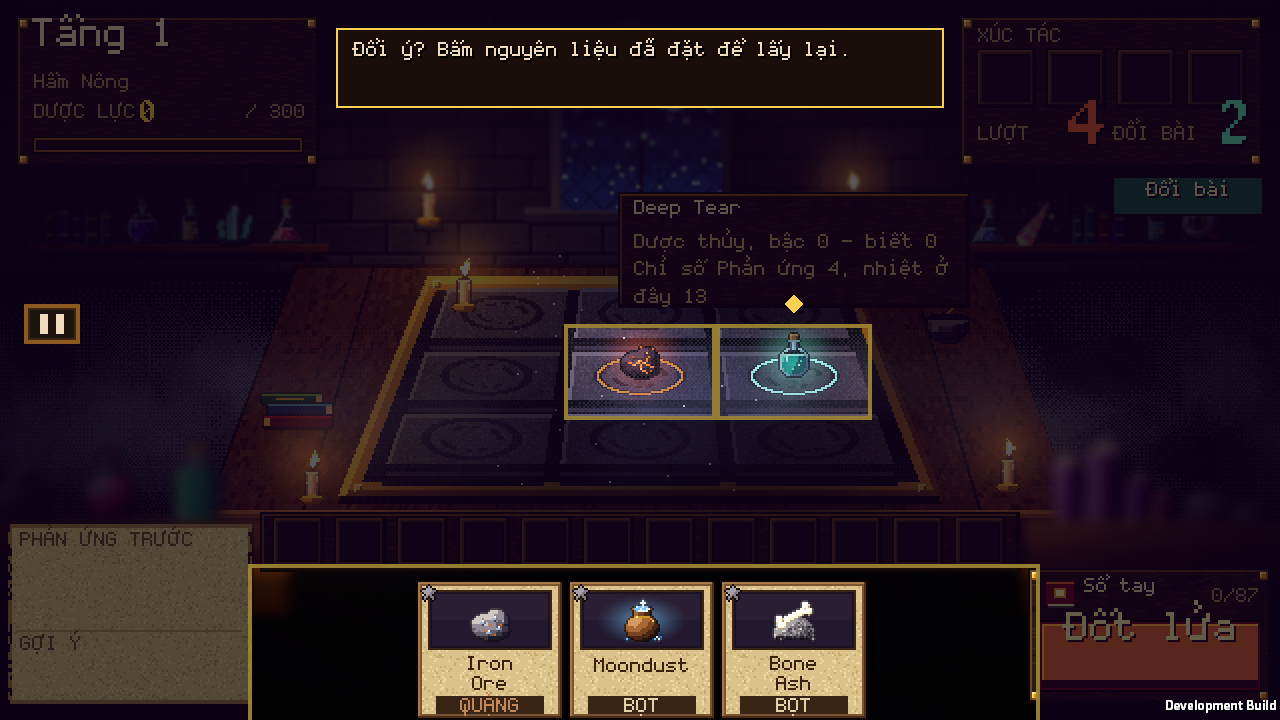 Tầng 1
Hầm Nóng
DƯỢC LỰC 0 / 300
Đổi ý? Bấm nguyên liệu đã đặt để lấy lại.
XÚC TÁC
LƯỢT 4 ĐỔI BÀI 2
Đổi bài
Deep Tear
Dược thủy, bậc 0 - biết 0
Chỉ số Phản ứng 4, nhiệt ở
đây 13
PHẢN ỨNG TRƯỚC
GỢI Ý
Iron
Ore
QUẶNG
Moondust
BỘT
Bone
Ash
BỘT
Sổ tay
0/87
Đốt lửa
Development Build